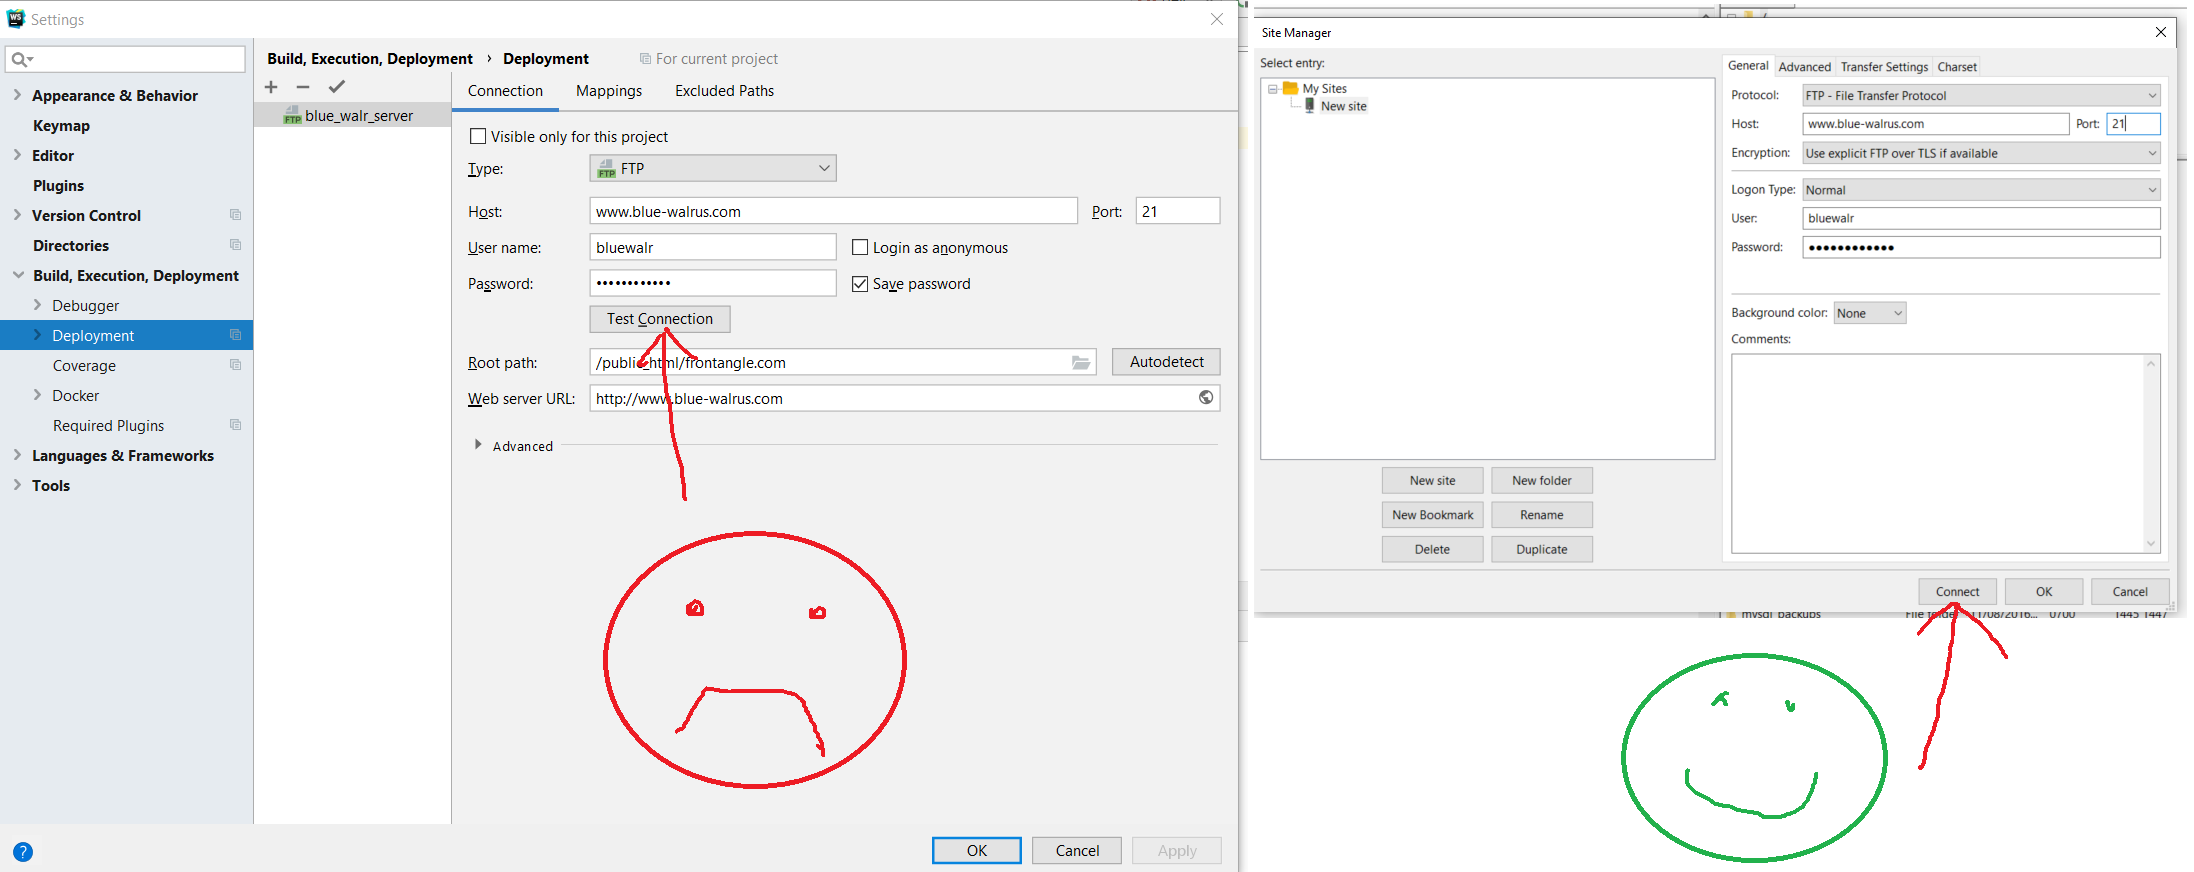 Settings
Appearance & Behavior
Keymap
Editor
Plugins
Version Control
Directories
Build, Execution, Deployment
Debugger
Deployment
Coverage
Docker
Required Plugins
Languages & Frameworks
Tools
?
Build, Execution, Deployment › Deployment For current project
FTP blue_walr_server
Connection Mappings Excluded Paths
Visible only for this project
Type: FTP FTP
Host: www.blue-walrus.com Port: 21
User name: bluewalr Login as anonymous
Password: •••••••••••• Save password
Test Connection
Root path: /public_html/frontangle.com Autodetect
Web server URL: http://www.blue-walrus.com
Advanced
OK Cancel Apply
Site Manager
Select entry:
My Sites
New site
New site New folder
New Bookmark Rename
Delete Duplicate
General Advanced Transfer Settings Charset
Protocol: FTP - File Transfer Protocol
Host: www.blue-walrus.com Port: 21
Encryption: Use explicit FTP over TLS if available
Logon Type: Normal
User: bluewalr
Password: ••••••••••••
Background color: None
Comments:
Connect OK Cancel
mysql_backups 11/08/2016... 0700 1445 1447